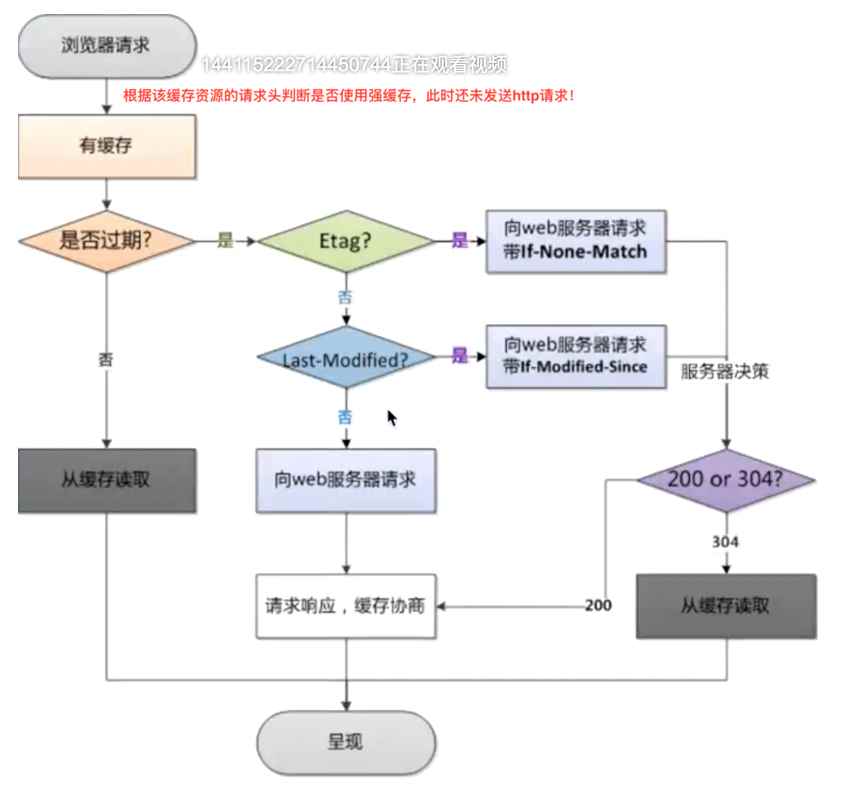 浏览器请求
144115222714450744正在观看视频
根据该缓存资源的请求头判断是否使用强缓存，此时还未发送http请求！
有缓存
是否过期?
是
Etag?
是
向web服务器请求
带If-None-Match
否
否
Last-Modified?
是
向web服务器请求
带If-Modified-Since
服务器决策
否
从缓存读取
向web服务器请求
200 or 304?
304
请求响应，缓存协商
200
从缓存读取
呈现